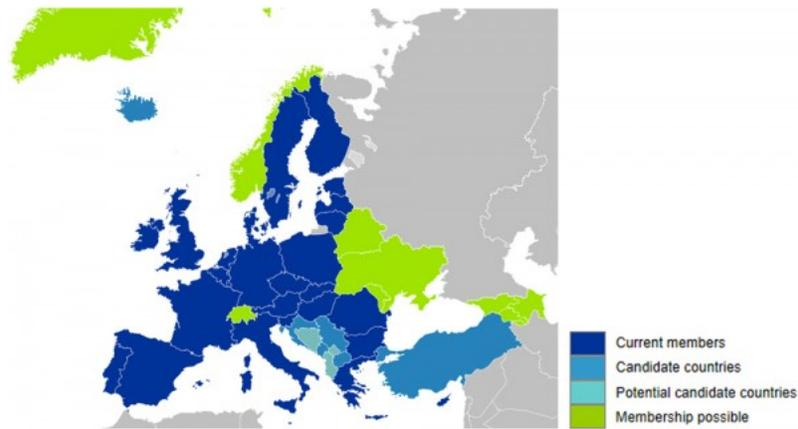 Current members
Candidate countries
Potential candidate countries
Membership possible